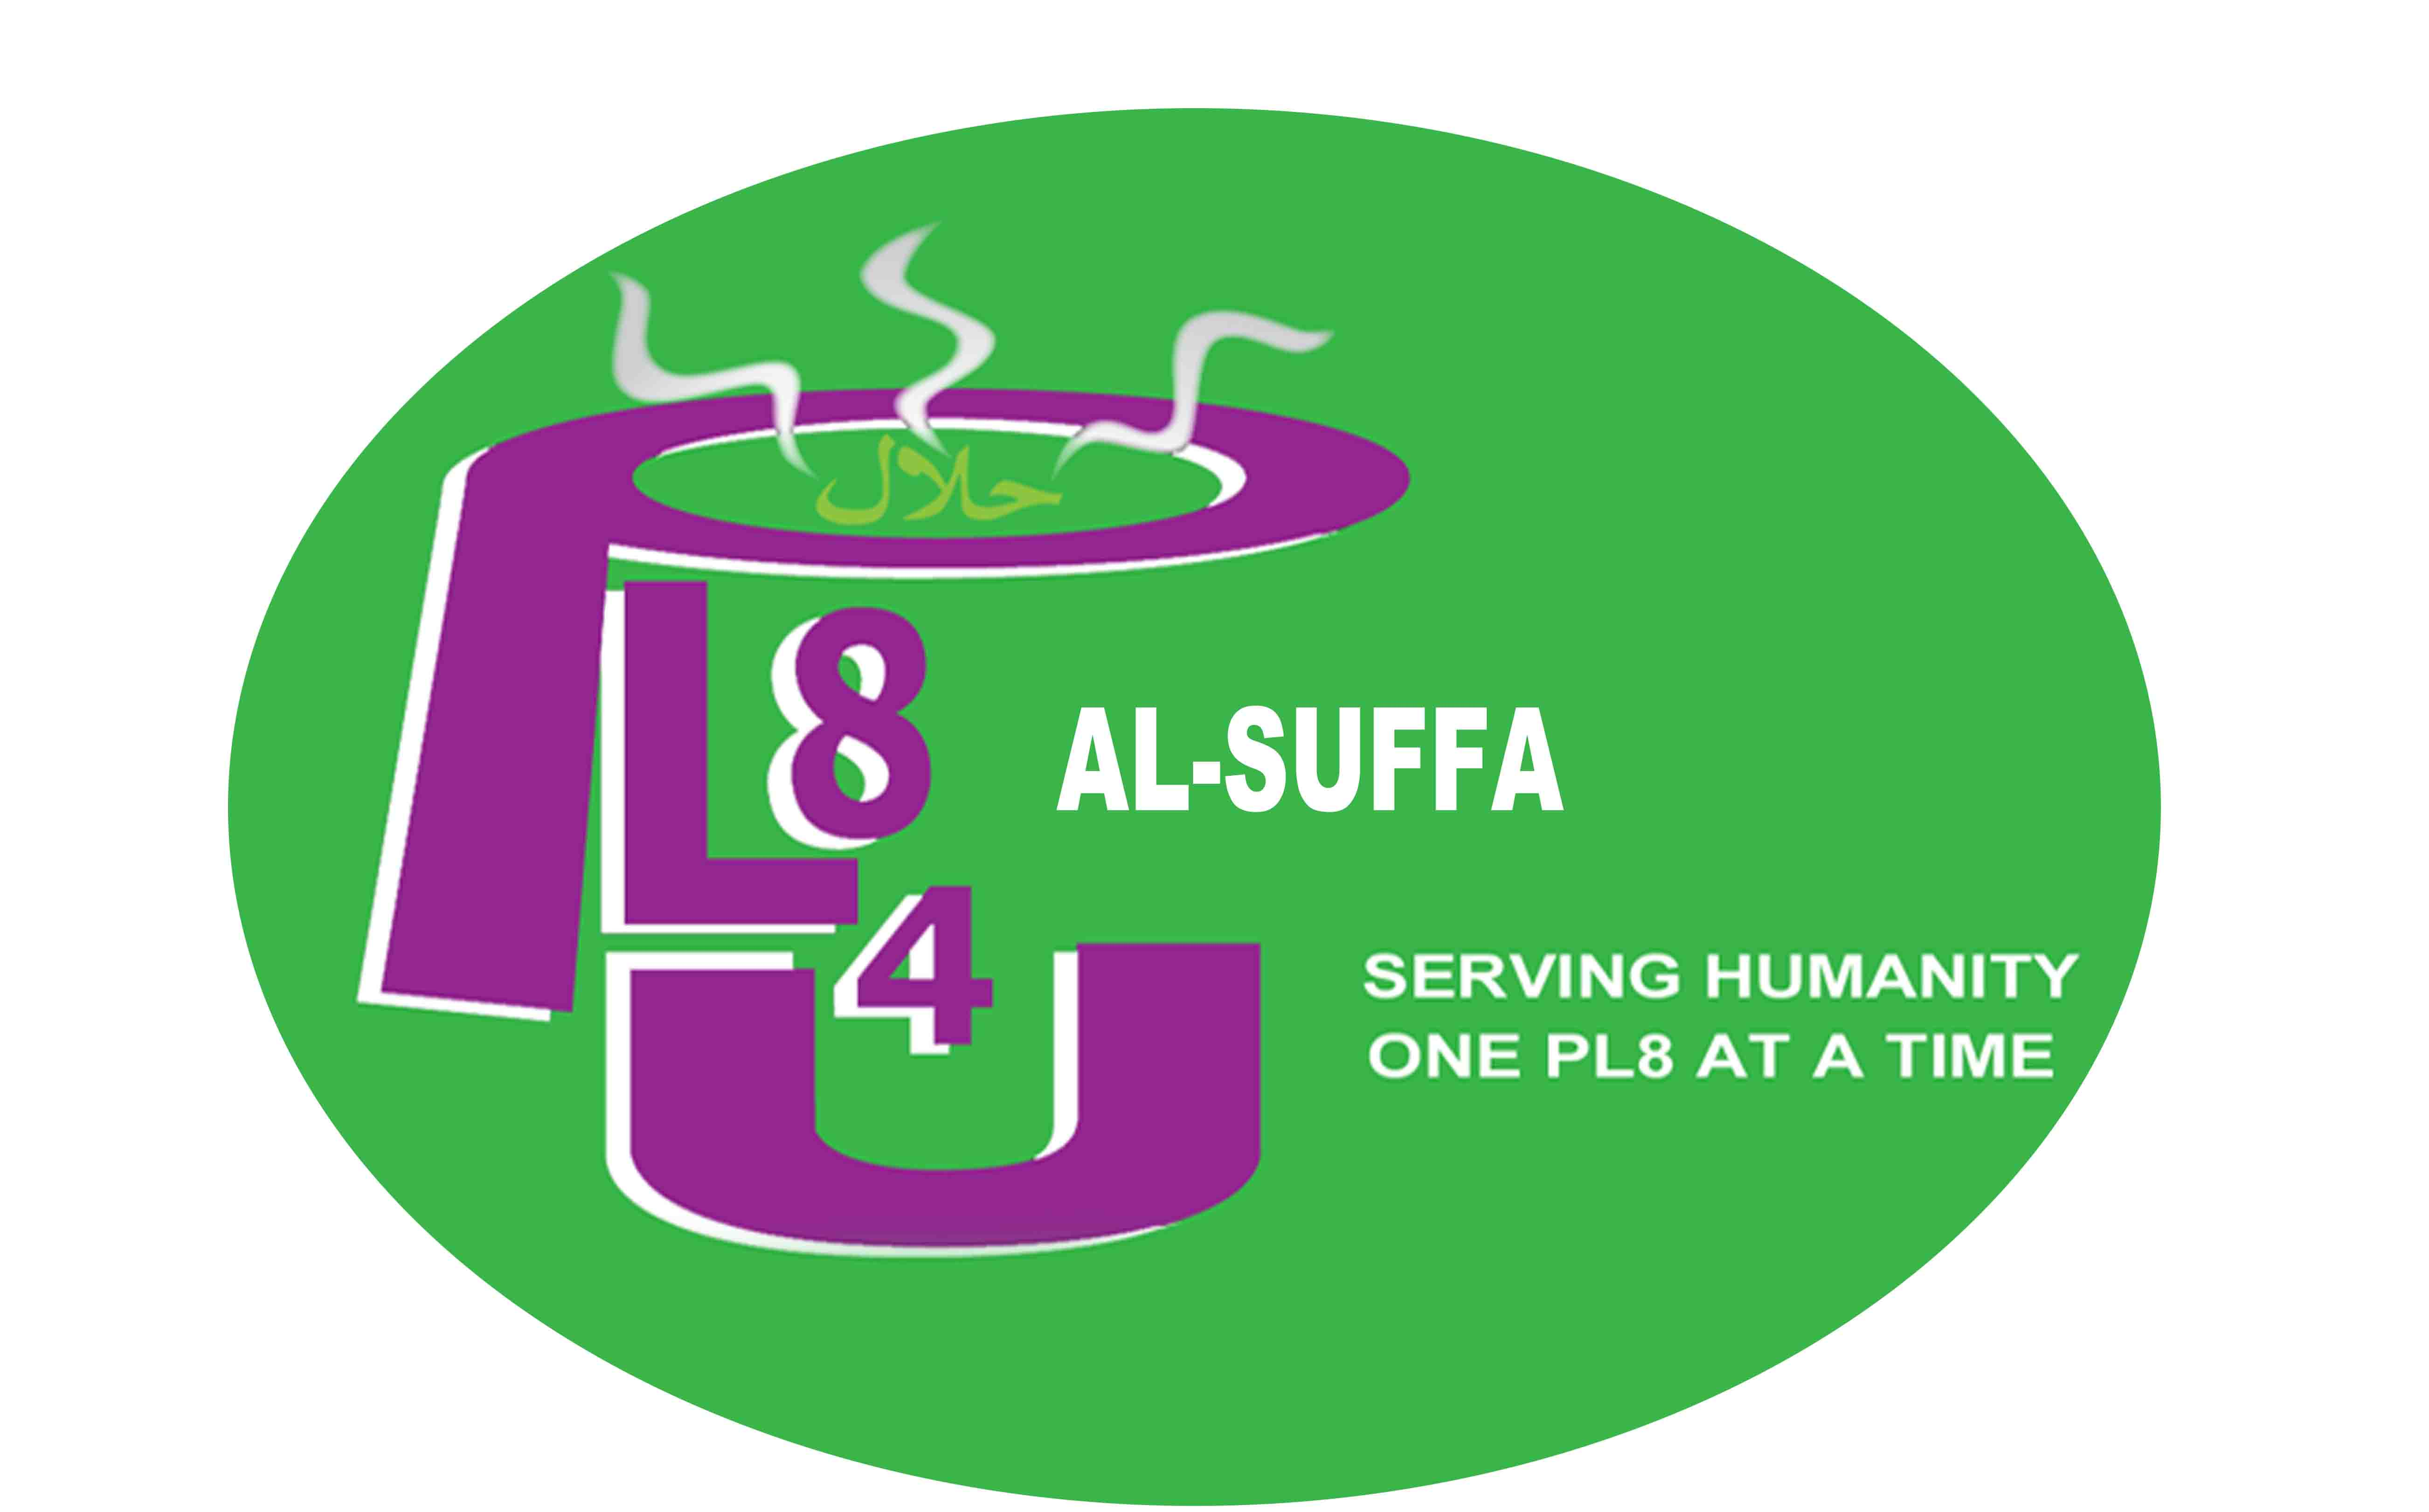 حلال
PL8
4
U
AL-SUFFA
SERVING HUMANITY
ONE PL8 AT A TIME